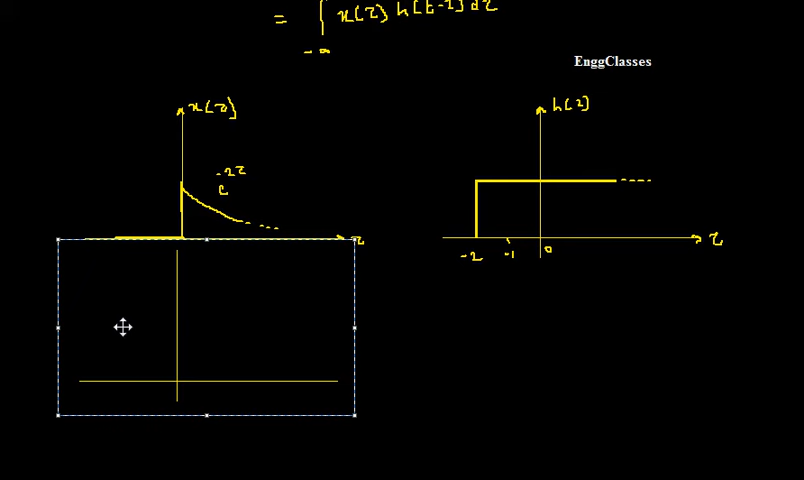 = ∫ x(τ) h(t-τ) dτ
-∞
EnggClasses
x(τ)
h(τ)
e^-2τ
τ
τ
-2 -1 0